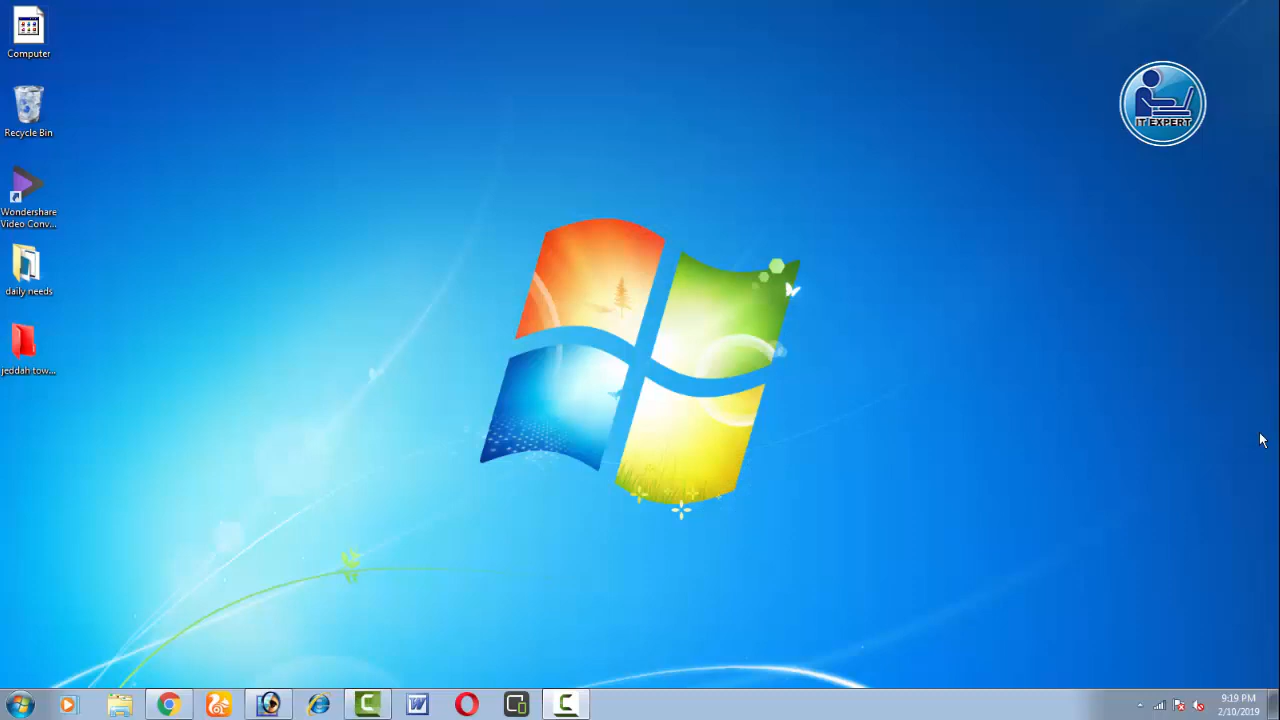 Computer
Recycle Bin
Wondershare
Video Conv...
daily needs
jeddah tow...
IT EXPERT
9:19 PM
2/10/2019